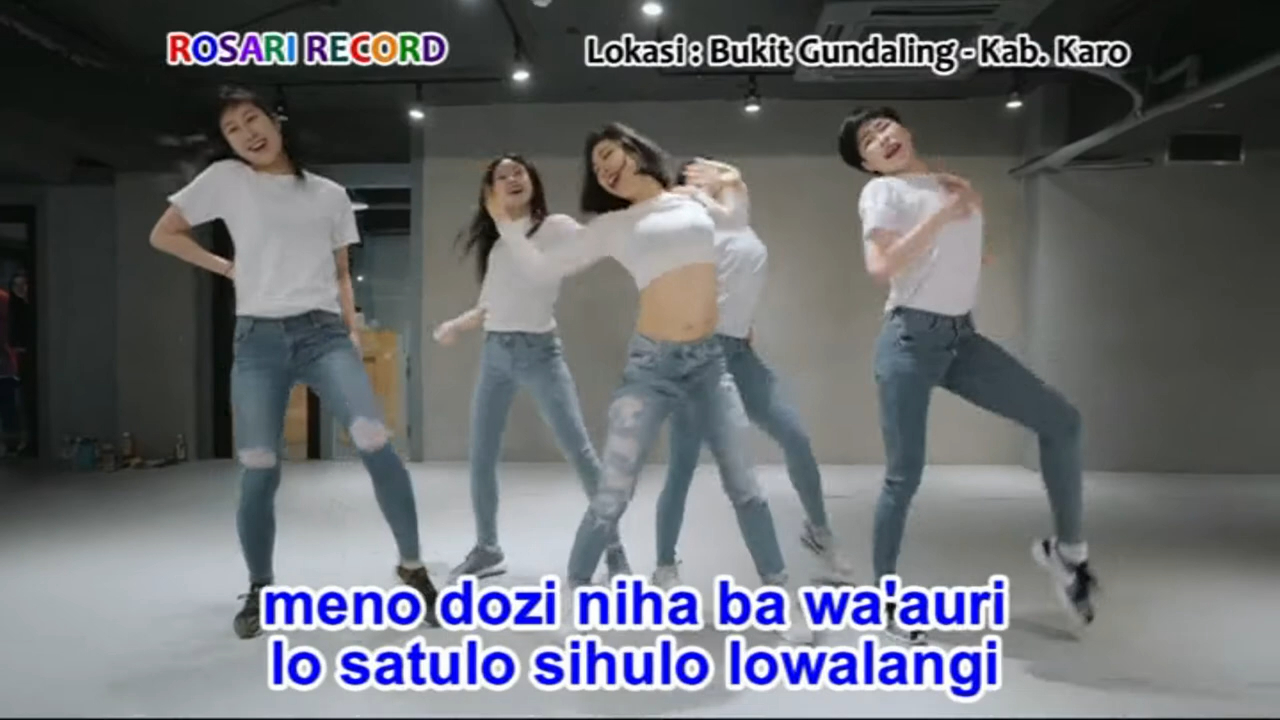 ROSARI RECORD
Lokasi : Bukit Gundaling - Kab. Karo
meno dozi niha ba wa'auri
lo satulo sihulo lowalangi